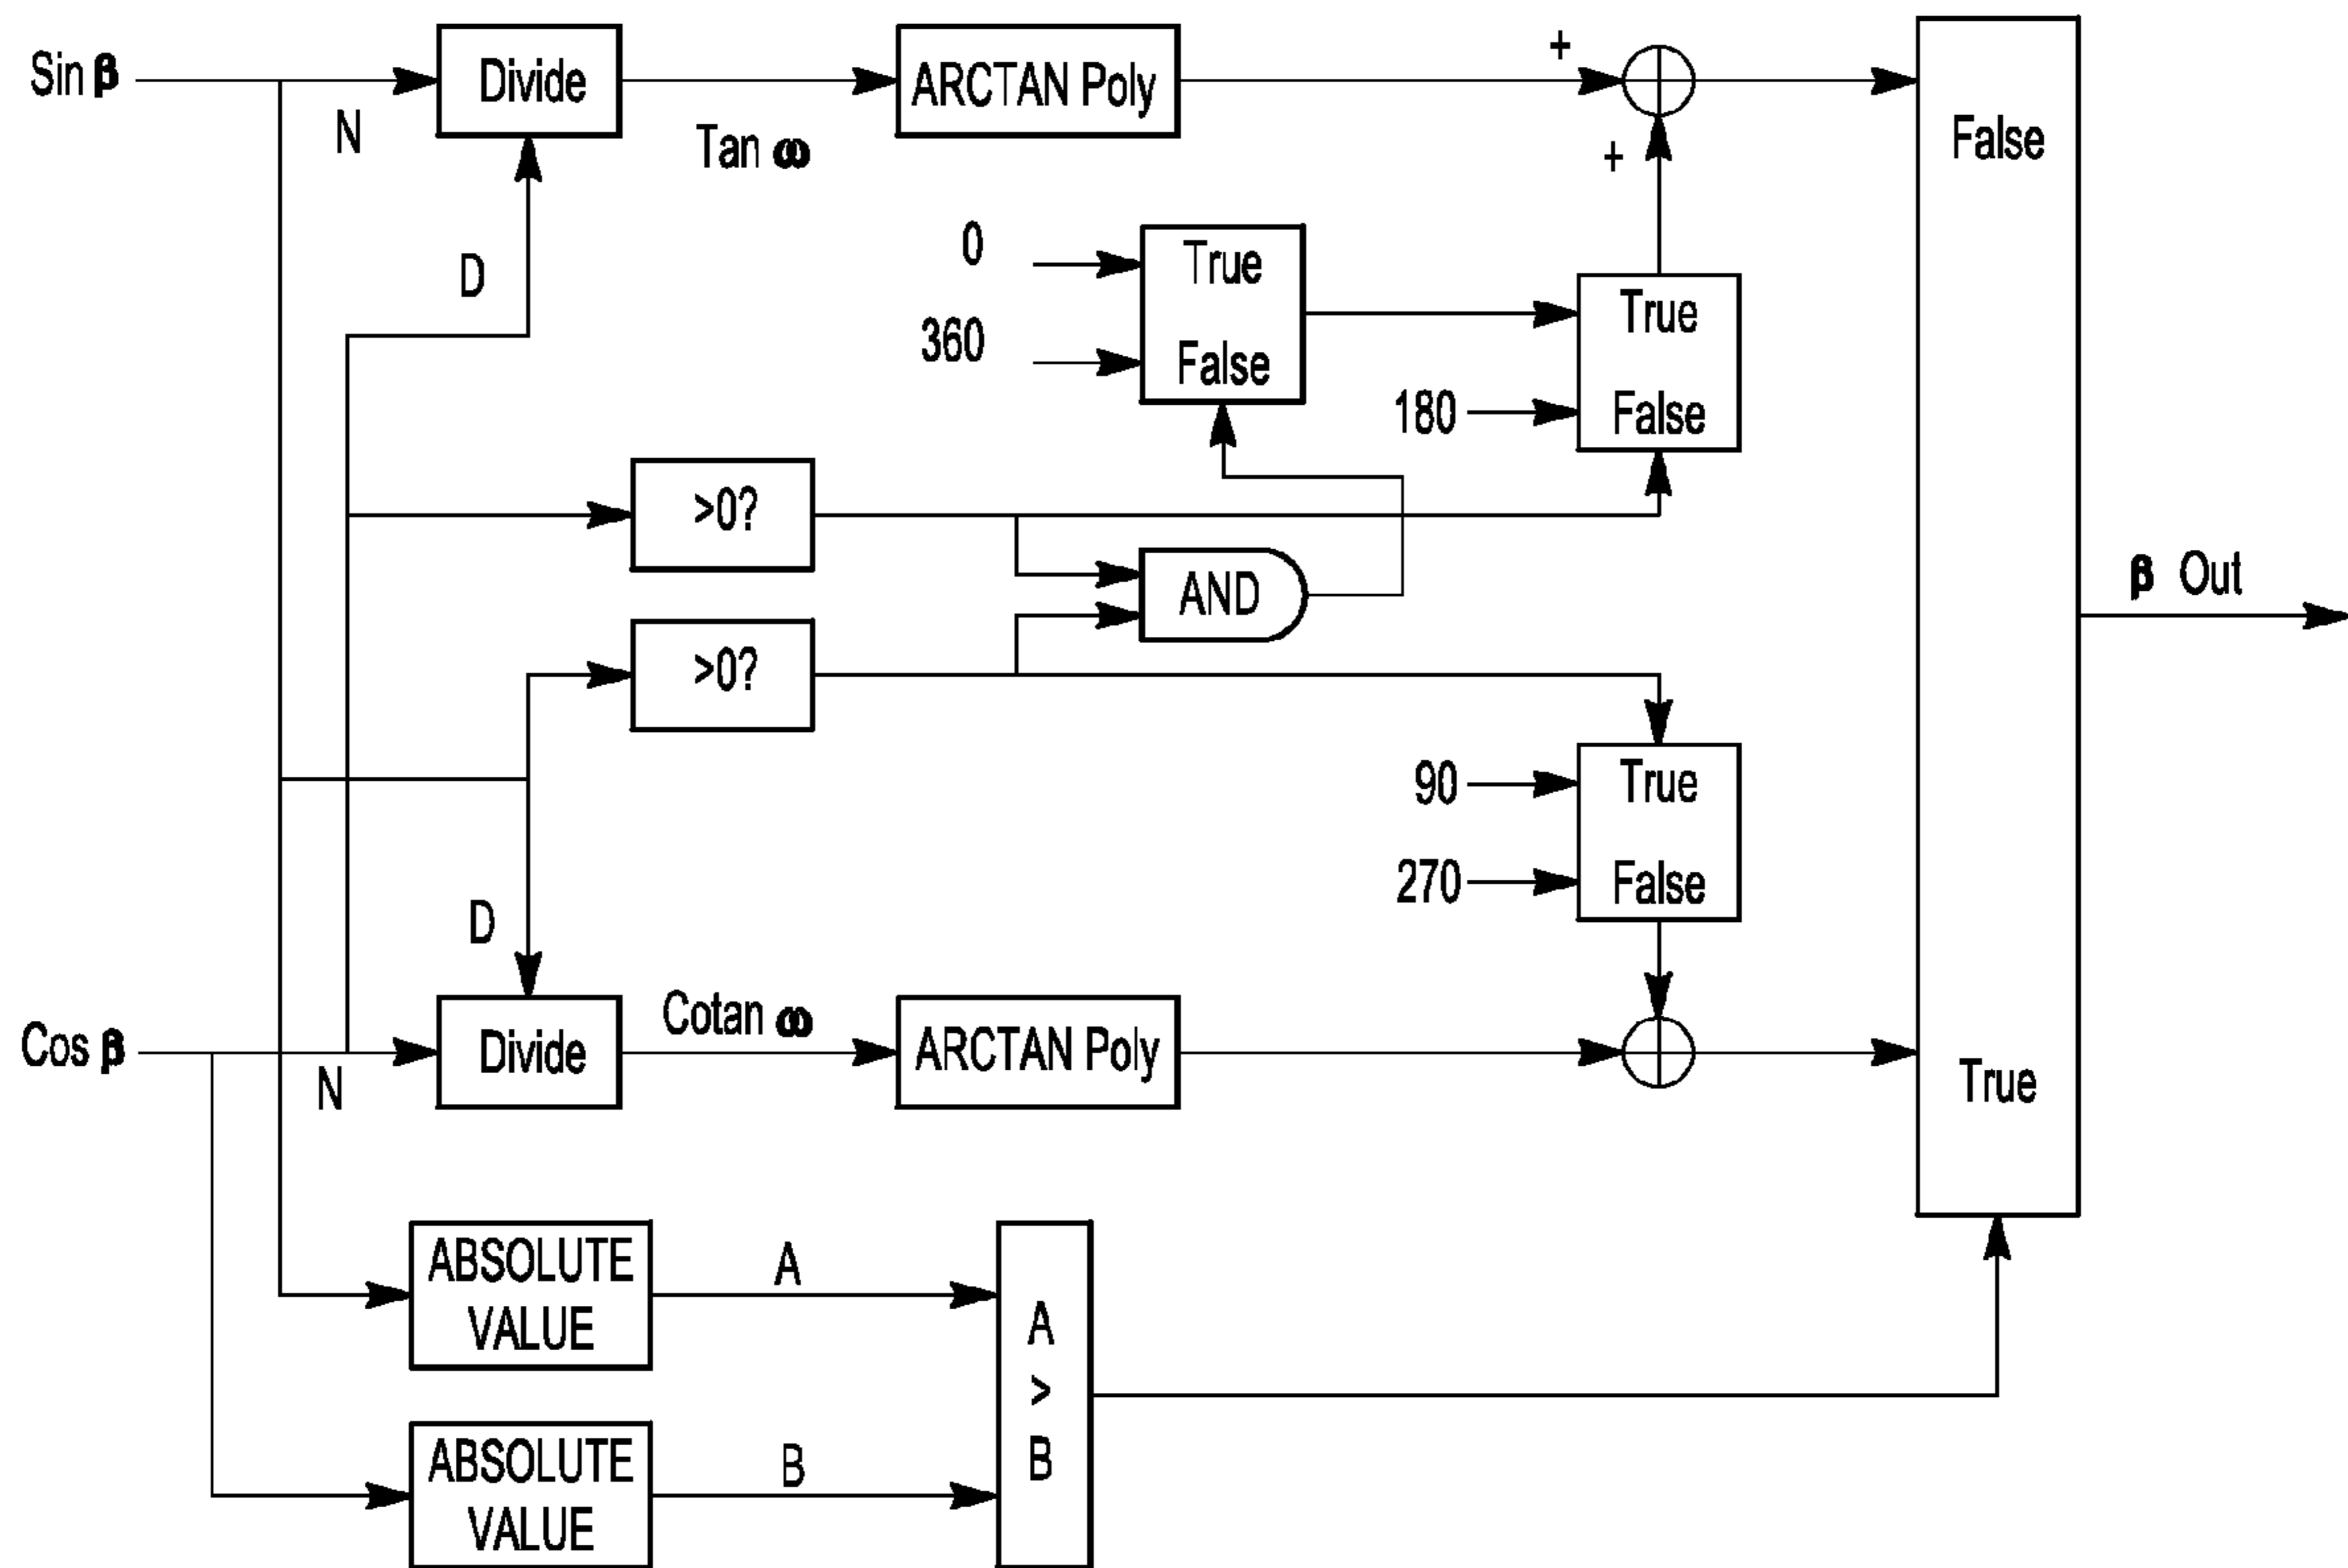 Sin β
N
Divide
Tan ω
ARCTAN Poly
+
+
False
D
0
360
True
False
180
True
False
>0?
AND
>0?
β Out
90
270
True
False
D
Cos β
N
Divide
Cotan ω
ARCTAN Poly
True
ABSOLUTE
VALUE
A
ABSOLUTE
VALUE
B
A
>
B